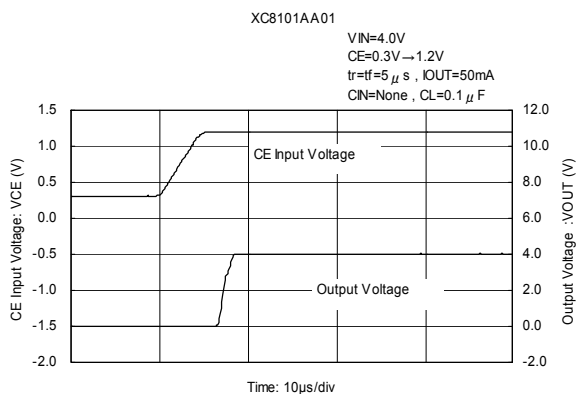 XC8101AA01
VIN=4.0V
CE=0.3V→1.2V
tr=tf=5 μ s , IOUT=50mA
CIN=None , CL=0.1 μ F
CE Input Voltage: VCE (V)
1.5
1.0
0.5
0.0
-0.5
-1.0
-1.5
-2.0
CE Input Voltage
Output Voltage
12.0
10.0
8.0
6.0
4.0
2.0
0.0
-2.0
Output Voltage :VOUT (V)
Time: 10μs/div